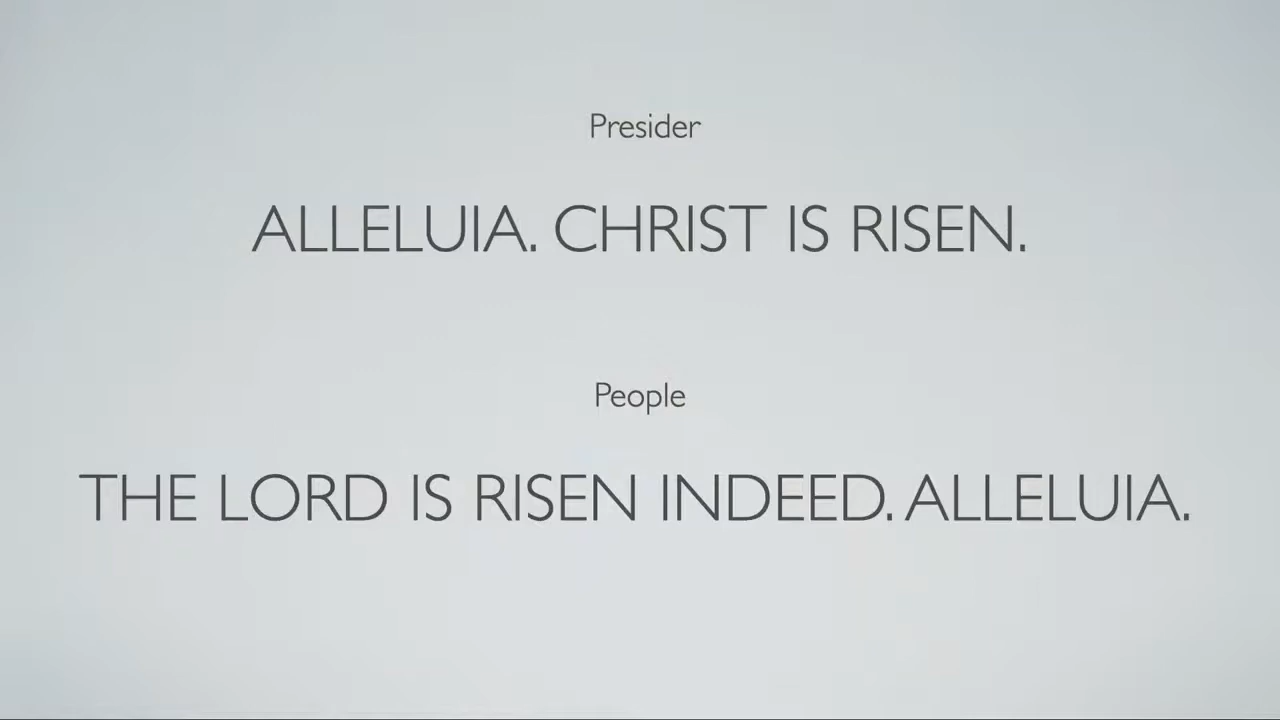 Presider
ALLELUIA. CHRIST IS RISEN.
People
THE LORD IS RISEN INDEED. ALLELUIA.